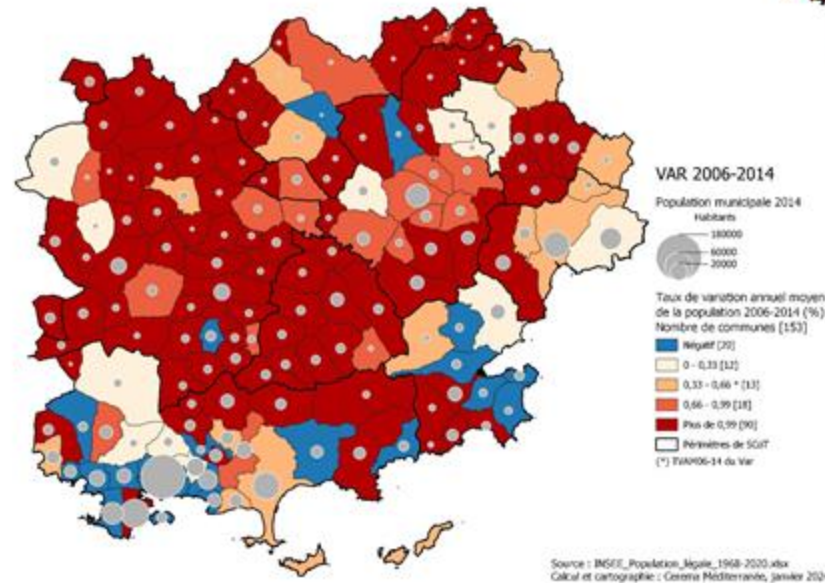 VAR 2006-2014
Population municipale 2014
Habitants
180000
60000
20000
Taux de variation annuel moyen
de la population 2006-2014 (%)
Nombre de communes [153]
Négatif [20]
0 - 0,33 [12]
0,33 - 0,66 * [13]
0,66 - 0,99 [18]
Plus de 0,99 [90]
Périmètres de SCoT
(*) TVAM06-14 du Var
Source : INSEE_Population_légale_1968-2020.xlsx
Calcul et cartographie : Cerema Méditerranée, janvier